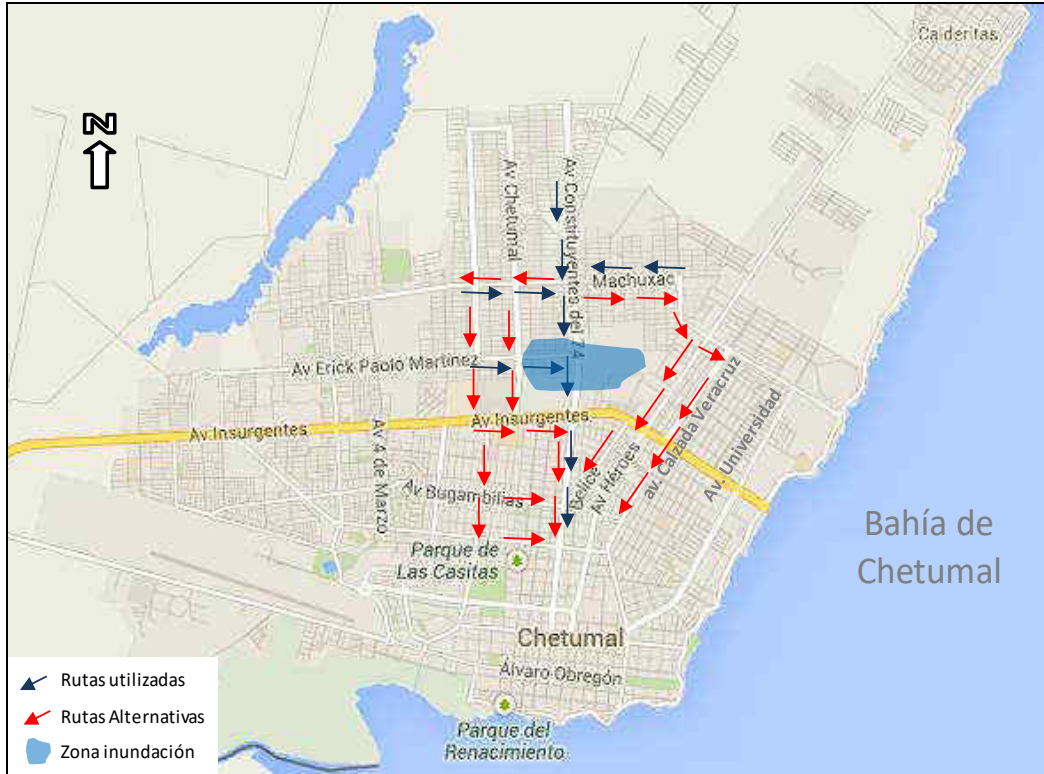 Calderitas
N
Av Chetumal
Av Constituyentes del 74
Machuxac
Av Erick Paolo Martínez
Av Insurgentes
Av Insurgentes
Av 4 de Marzo
Av Bugambilias
Belice
Av Héroes
av. Calzada Veracruz
Av. Universidad
Bahía de
Chetumal
Parque de
Las Casitas
Chetumal
Álvaro Obregón
Parque del
Renacimiento
Rutas utilizadas
Rutas Alternativas
Zona inundación